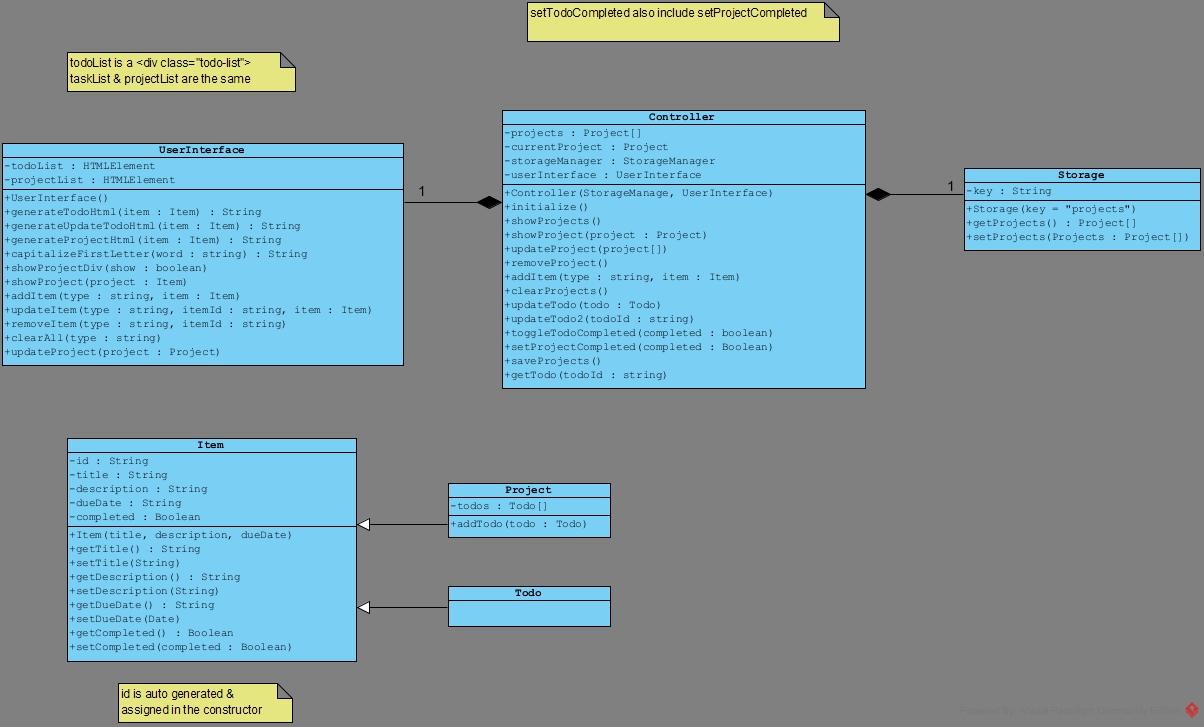 setTodoCompleted also include setProjectCompleted
todoList is a <div class="todo-list">
taskList & projectList are the same
UserInterface
-todoList : HTMLElement
-projectList : HTMLElement
+UserInterface()
+generateTodoHtml(item : Item) : String
+generateUpdateTodoHtml(item : Item) : String
+generateProjectHtml(item : Item) : String
+capitalizeFirstLetter(word : string) : String
+showProjectDiv(show : boolean)
+showProject(project : Item)
+addItem(type : string, item : Item)
+updateItem(type : string, itemId : string, item : Item)
+removeItem(type : string, itemId : string)
+clearAll(type : string)
+updateProject(project : Project)
1
Controller
-projects : Project[]
-currentProject : Project
-storageManager : StorageManager
-userInterface : UserInterface
+Controller(StorageManage, UserInterface)
+initialize()
+showProjects()
+showProject(project : Project)
+updateProject(project[])
+removeProject()
+addItem(type : string, item : Item)
+clearProjects()
+updateTodo(todo : Todo)
+updateTodo2(todoId : string)
+toggleTodoCompleted(completed : boolean)
+setProjectCompleted(completed : Boolean)
+saveProjects()
+getTodo(todoId : string)
1
Storage
-key : String
+Storage(key = "projects")
+getProjects() : Project[]
+setProjects(Projects : Project[])
Item
-id : String
-title : String
-description : String
-dueDate : String
-completed : Boolean
+Item(title, description, dueDate)
+getTitle() : String
+setTitle(String)
+getDescription() : String
+setDescription(String)
+getDueDate() : String
+setDueDate(Date)
+getCompleted() : Boolean
+setCompleted(completed : Boolean)
Project
-todos : Todo[]
+addTodo(todo : Todo)
Todo
id is auto generated &
assigned in the constructor
Powered By Visual Paradigm Community Edition